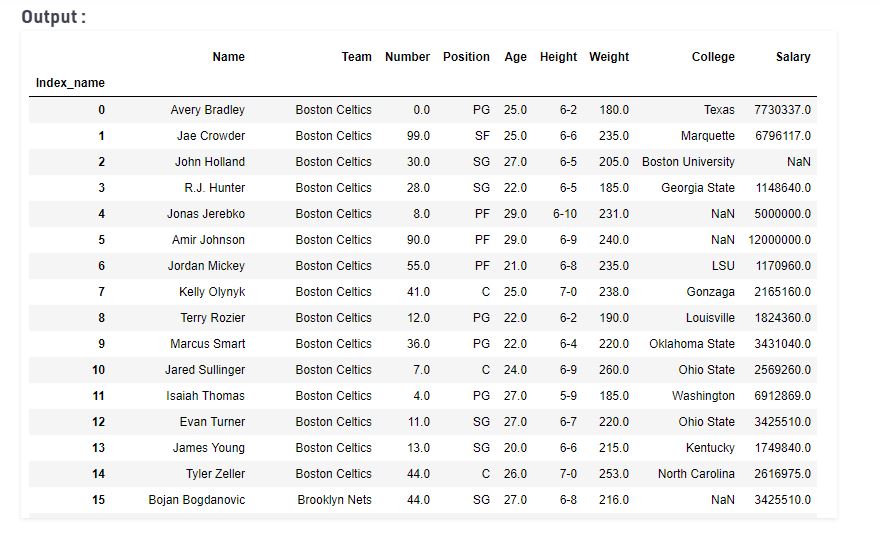 Output :
Name Team Number Position Age Height Weight College Salary
Index_name
0 Avery Bradley Boston Celtics 0.0 PG 25.0 6-2 180.0 Texas 7730337.0
1 Jae Crowder Boston Celtics 99.0 SF 25.0 6-6 235.0 Marquette 6796117.0
2 John Holland Boston Celtics 30.0 SG 27.0 6-5 205.0 Boston University NaN
3 R.J. Hunter Boston Celtics 28.0 SG 22.0 6-5 185.0 Georgia State 1148640.0
4 Jonas Jerebko Boston Celtics 8.0 PF 29.0 6-10 231.0 NaN 5000000.0
5 Amir Johnson Boston Celtics 90.0 PF 29.0 6-9 240.0 NaN 12000000.0
6 Jordan Mickey Boston Celtics 55.0 PF 21.0 6-8 235.0 LSU 1170960.0
7 Kelly Olynyk Boston Celtics 41.0 C 25.0 7-0 238.0 Gonzaga 2165160.0
8 Terry Rozier Boston Celtics 12.0 PG 22.0 6-2 190.0 Louisville 1824360.0
9 Marcus Smart Boston Celtics 36.0 PG 22.0 6-4 220.0 Oklahoma State 3431040.0
10 Jared Sullinger Boston Celtics 7.0 C 24.0 6-9 260.0 Ohio State 2569260.0
11 Isaiah Thomas Boston Celtics 4.0 PG 27.0 5-9 185.0 Washington 6912869.0
12 Evan Turner Boston Celtics 11.0 SG 27.0 6-7 220.0 Ohio State 3425510.0
13 James Young Boston Celtics 13.0 SG 20.0 6-6 215.0 Kentucky 1749840.0
14 Tyler Zeller Boston Celtics 44.0 C 26.0 7-0 253.0 North Carolina 2616975.0
15 Bojan Bogdanovic Brooklyn Nets 44.0 SG 27.0 6-8 216.0 NaN 3425510.0